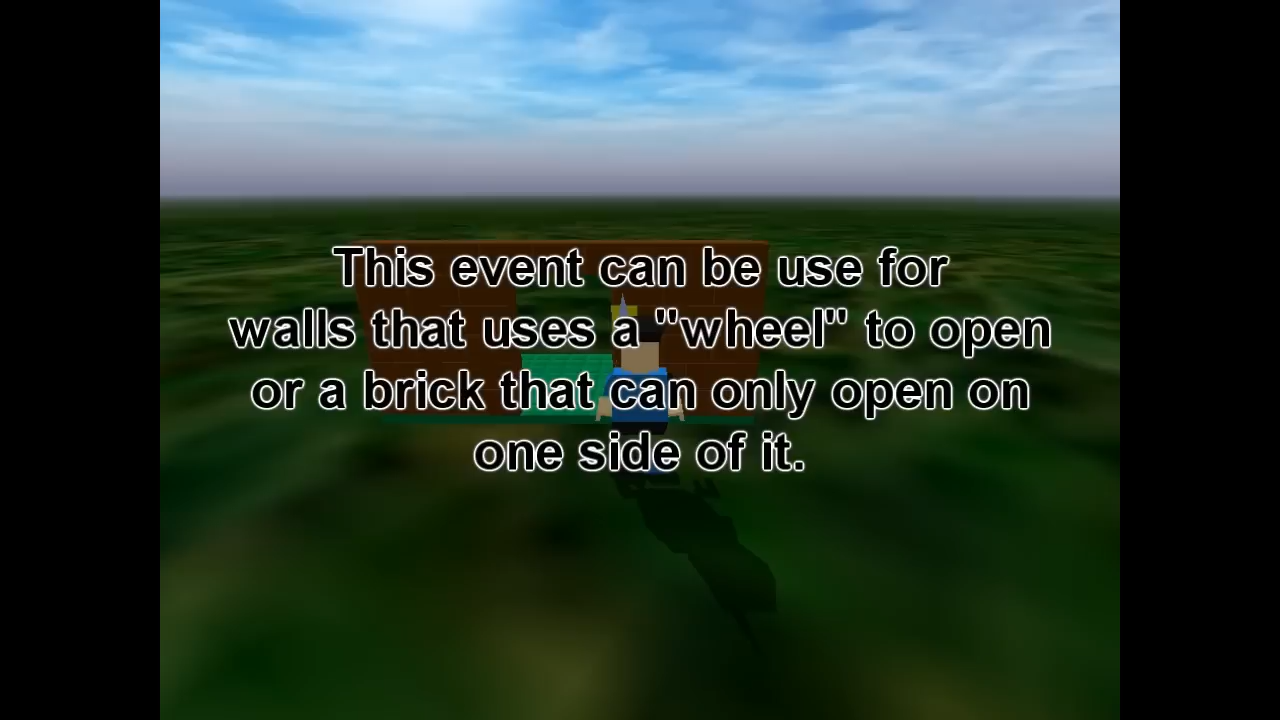 This event can be use for
walls that uses a "wheel" to open
or a brick that can only open on
one side of it.